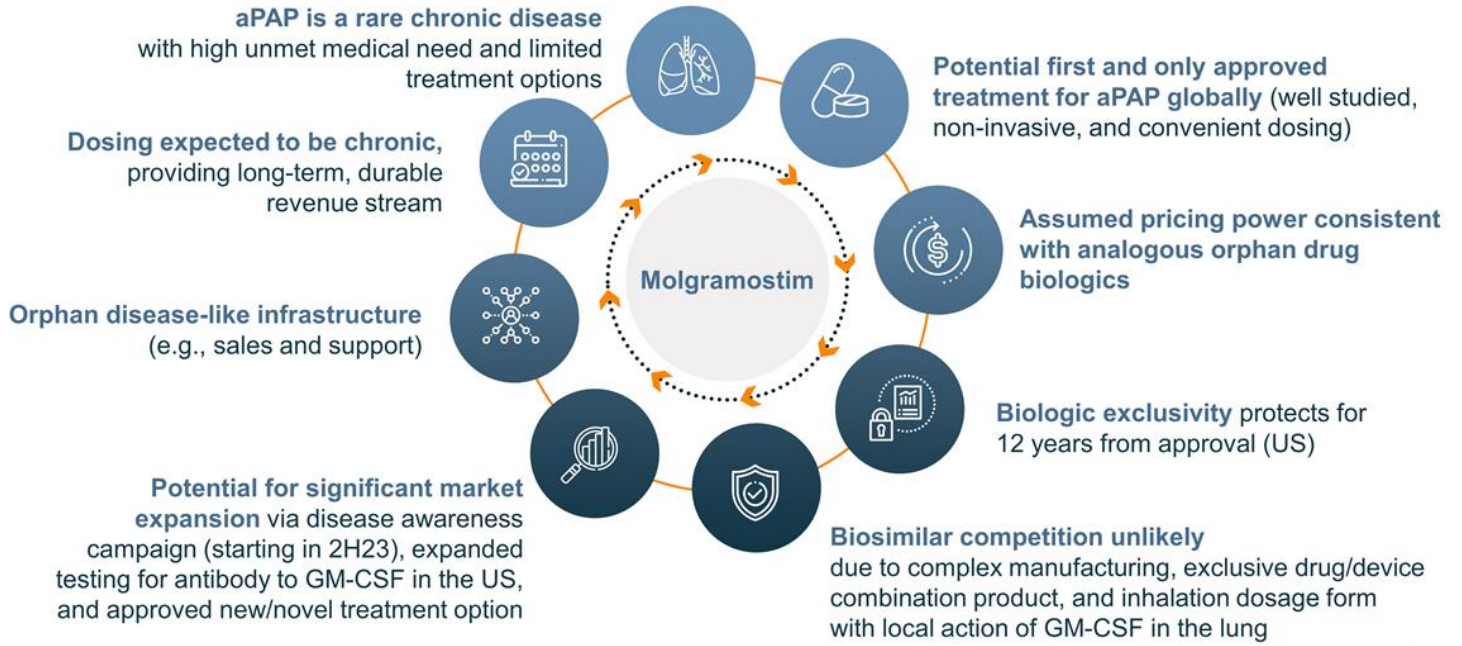 aPAP is a rare chronic disease
with high unmet medical need and limited
treatment options
Potential first and only approved
treatment for aPAP globally (well studied,
non-invasive, and convenient dosing)
Assumed pricing power consistent
with analogous orphan drug
biologics
Biologic exclusivity protects for
12 years from approval (US)
Biosimilar competition unlikely
due to complex manufacturing, exclusive drug/device
combination product, and inhalation dosage form
with local action of GM-CSF in the lung
Potential for significant market
expansion via disease awareness
campaign (starting in 2H23), expanded
testing for antibody to GM-CSF in the US,
and approved new/novel treatment option
Orphan disease-like infrastructure
(e.g., sales and support)
Dosing expected to be chronic,
providing long-term, durable
revenue stream
Molgramostim
$